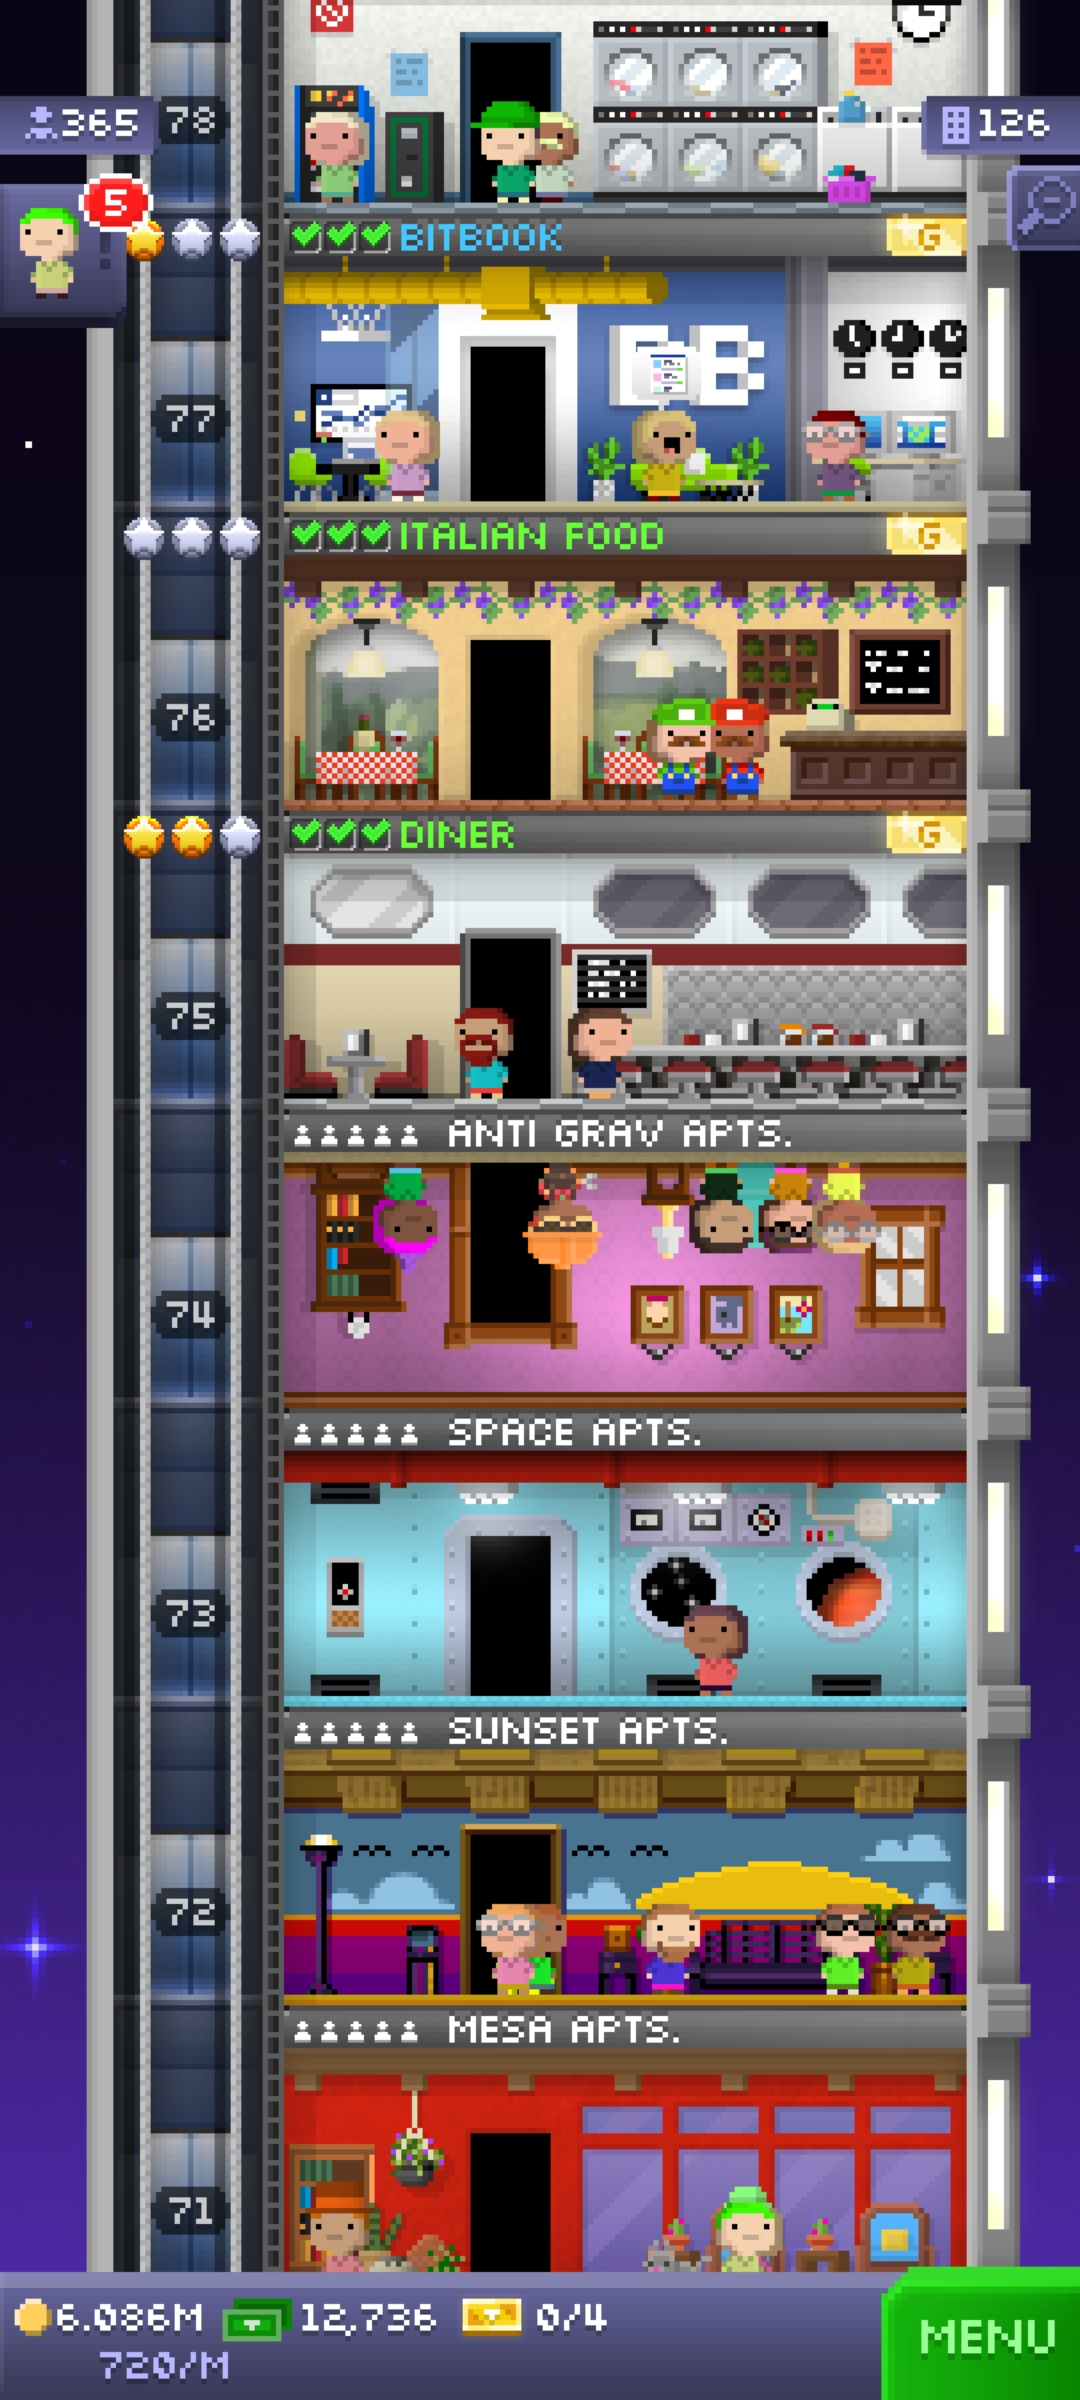 365
78
126
5
BITBOOK
G
BB
77
ITALIAN FOOD
G
76
DINER
G
75
ANTI GRAV APTS.
74
SPACE APTS.
73
SUNSET APTS.
72
MESA APTS.
71
6.086M
12,736
0/4
720/M
MENU